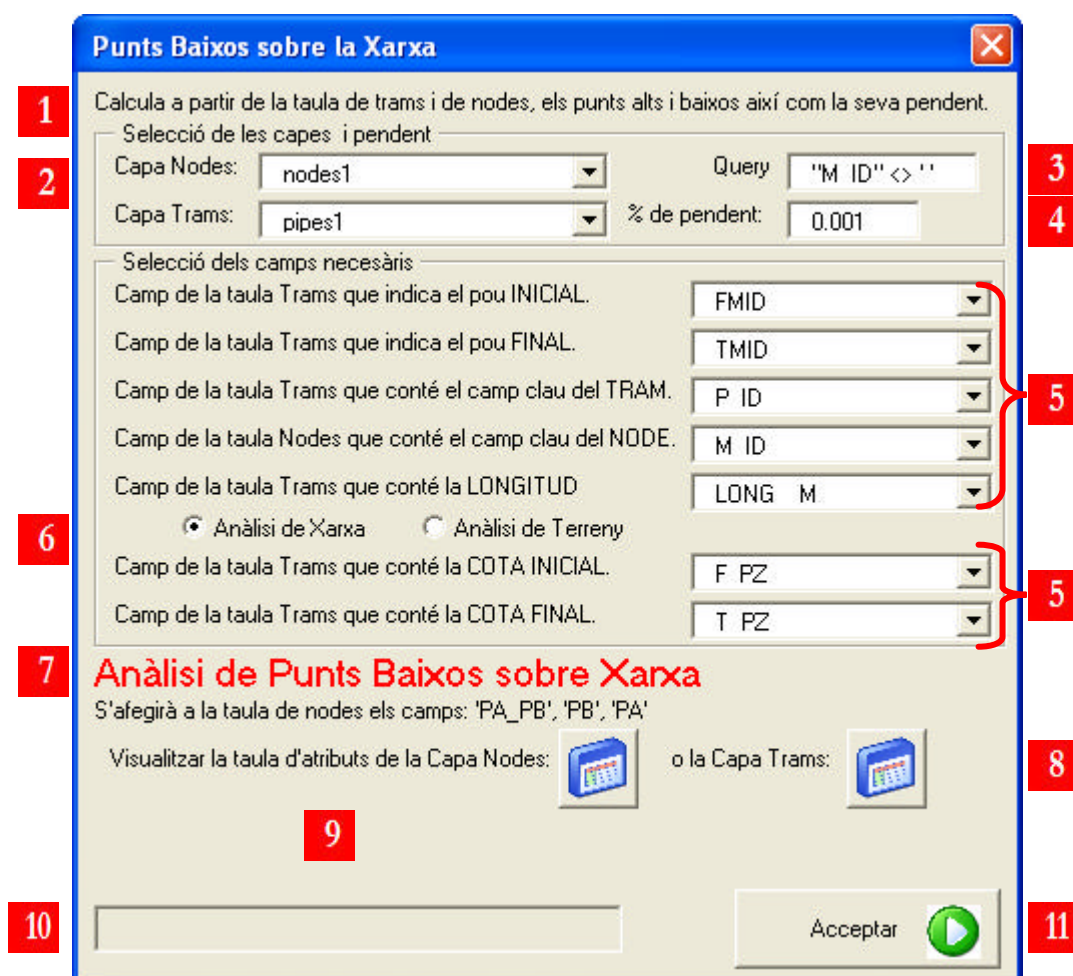 Punts Baixos sobre la Xarxa
1
Calcula a partir de la taula de trams i de nodes, els punts alts i baixos així com la seva pendent.
Selecció de les capes i pendent
2
Capa Nodes:
nodes1
Query
"M ID" <> ' '
3
Capa Trams:
pipes1
% de pendent:
0.001
4
Selecció dels camps necesàris
Camp de la taula Trams que indica el pou INICIAL.
FMID
Camp de la taula Trams que indica el pou FINAL.
TMID
Camp de la taula Trams que conté el camp clau del TRAM.
P ID
5
Camp de la taula Nodes que conté el camp clau del NODE.
M ID
Camp de la taula Trams que conté la LONGITUD
LONG M
6
Anàlisi de Xarxa
Anàlisi de Terreny
Camp de la taula Trams que conté la COTA INICIAL.
F PZ
5
Camp de la taula Trams que conté la COTA FINAL.
T PZ
7
Anàlisi de Punts Baixos sobre Xarxa
S'afegirà a la taula de nodes els camps: 'PA_PB', 'PB', 'PA'
Visualitzar la taula d'atributs de la Capa Nodes:
o la Capa Trams:
8
9
10
Acceptar
11